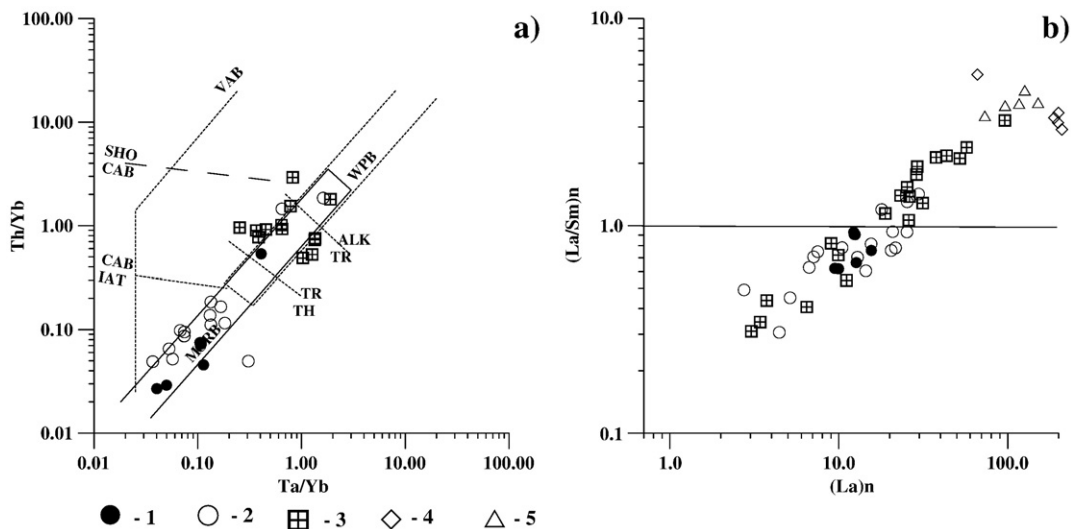 a)
100.00
10.00
1.00
0.10
0.01
Th/Yb
VAB
SHO
CAB
CAB
IAT
WPB
ALK
TR
TR
TH
MORB
0.01
0.10
1.00
10.00
100.00
Ta/Yb
b)
10.0
1.0
0.1
(La/Sm)n
1.0
10.0
100.0
(La)n
- 1
- 2
- 3
- 4
- 5